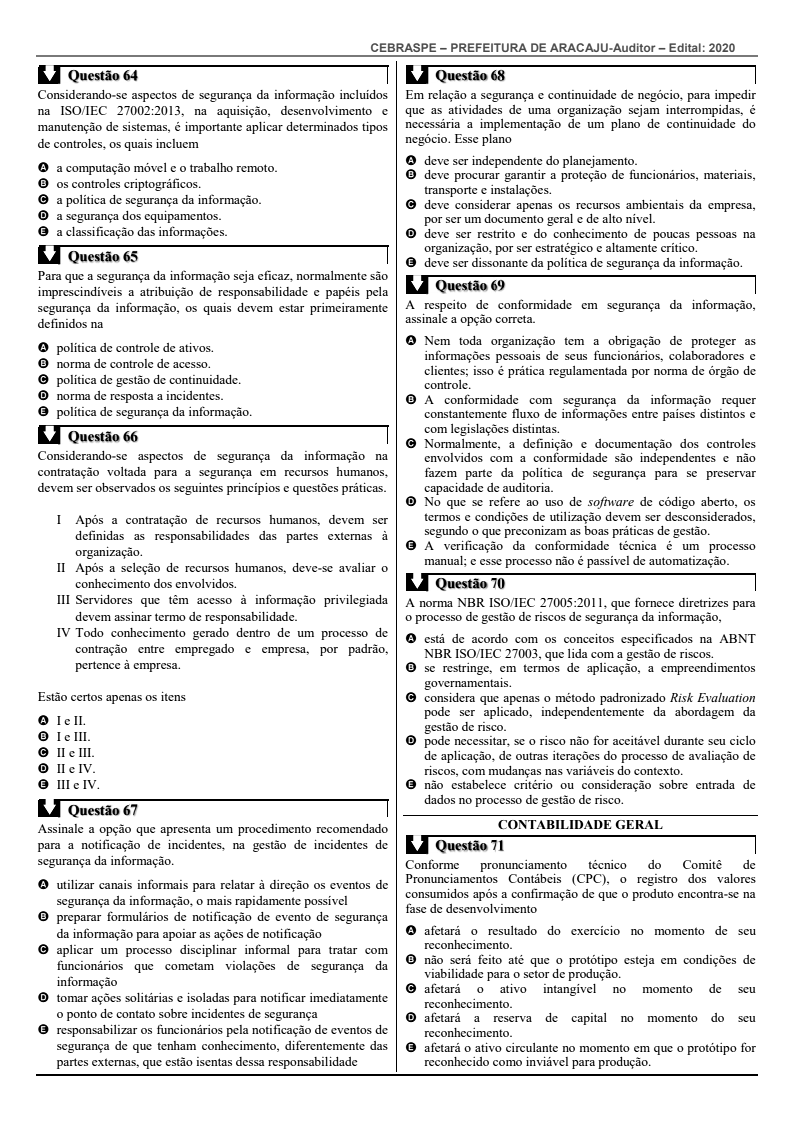 CEBRASPE – PREFEITURA DE ARACAJU-Auditor – Edital: 2020
Questão 64
Considerando-se aspectos de segurança da informação incluídos
na ISO/IEC 27002:2013, na aquisição, desenvolvimento e
manutenção de sistemas, é importante aplicar determinados tipos
de controles, os quais incluem
A a computação móvel e o trabalho remoto.
B os controles criptográficos.
C a política de segurança da informação.
D a segurança dos equipamentos.
E a classificação das informações.
Questão 65
Para que a segurança da informação seja eficaz, normalmente são
imprescindíveis a atribuição de responsabilidade e papéis pela
segurança da informação, os quais devem estar primeiramente
definidos na
A política de controle de ativos.
B norma de controle de acesso.
C política de gestão de continuidade.
D norma de resposta a incidentes.
E política de segurança da informação.
Questão 66
Considerando-se aspectos de segurança da informação na
contratação voltada para a segurança em recursos humanos,
devem ser observados os seguintes princípios e questões práticas.
I Após a contratação de recursos humanos, devem ser
definidas as responsabilidades das partes externas à
organização.
II Após a seleção de recursos humanos, deve-se avaliar o
conhecimento dos envolvidos.
III Servidores que têm acesso à informação privilegiada
devem assinar termo de responsabilidade.
IV Todo conhecimento gerado dentro de um processo de
contração entre empregado e empresa, por padrão,
pertence à empresa.
Estão certos apenas os itens
A I e II.
B I e III.
C II e III.
D II e IV.
E III e IV.
Questão 67
Assinale a opção que apresenta um procedimento recomendado
para a notificação de incidentes, na gestão de incidentes de
segurança da informação.
A utilizar canais informais para relatar à direção os eventos de
segurança da informação, o mais rapidamente possível
B preparar formulários de notificação de evento de segurança
da informação para apoiar as ações de notificação
C aplicar um processo disciplinar informal para tratar com
funcionários que cometam violações de segurança da
informação
D tomar ações solitárias e isoladas para notificar imediatamente
o ponto de contato sobre incidentes de segurança
E responsabilizar os funcionários pela notificação de eventos de
segurança de que tenham conhecimento, diferentemente das
partes externas, que estão isentas dessa responsabilidade
Questão 68
Em relação a segurança e continuidade de negócio, para impedir
que as atividades de uma organização sejam interrompidas, é
necessária a implementação de um plano de continuidade do
negócio. Esse plano
A deve ser independente do planejamento.
B deve procurar garantir a proteção de funcionários, materiais,
transporte e instalações.
C deve considerar apenas os recursos ambientais da empresa,
por ser um documento geral e de alto nível.
D deve ser restrito e do conhecimento de poucas pessoas na
organização, por ser estratégico e altamente crítico.
E deve ser dissonante da política de segurança da informação.
Questão 69
A respeito de conformidade em segurança da informação,
assinale a opção correta.
A Nem toda organização tem a obrigação de proteger as
informações pessoais de seus funcionários, colaboradores e
clientes; isso é prática regulamentada por norma de órgão de
controle.
B A conformidade com segurança da informação requer
constantemente fluxo de informações entre países distintos e
com legislações distintas.
C Normalmente, a definição e documentação dos controles
envolvidos com a conformidade são independentes e não
fazem parte da política de segurança para se preservar
capacidade de auditoria.
D No que se refere ao uso de software de código aberto, os
termos e condições de utilização devem ser desconsiderados,
segundo o que preconizam as boas práticas de gestão.
E A verificação da conformidade técnica é um processo
manual; e esse processo não é passível de automatização.
Questão 70
A norma NBR ISO/IEC 27005:2011, que fornece diretrizes para
o processo de gestão de riscos de segurança da informação,
A está de acordo com os conceitos especificados na ABNT
NBR ISO/IEC 27003, que lida com a gestão de riscos.
B se restringe, em termos de aplicação, a empreendimentos
governamentais.
C considera que apenas o método padronizado Risk Evaluation
pode ser aplicado, independentemente da abordagem da
gestão de risco.
D pode necessitar, se o risco não for aceitável durante seu ciclo
de aplicação, de outras iterações do processo de avaliação de
riscos, com mudanças nas variáveis do contexto.
E não estabelece critério ou consideração sobre entrada de
dados no processo de gestão de risco.
CONTABILIDADE GERAL
Questão 71
Conforme pronunciamento técnico do Comitê de
Pronunciamentos Contábeis (CPC), o registro dos valores
consumidos após a confirmação de que o produto encontra-se na
fase de desenvolvimento
A afetará o resultado do exercício no momento de seu
reconhecimento.
B não será feito até que o protótipo esteja em condições de
viabilidade para o setor de produção.
C afetará o ativo intangível no momento de seu
reconhecimento.
D afetará a reserva de capital no momento do seu
reconhecimento.
E afetará o ativo circulante no momento em que o protótipo for
reconhecido como inviável para produção.